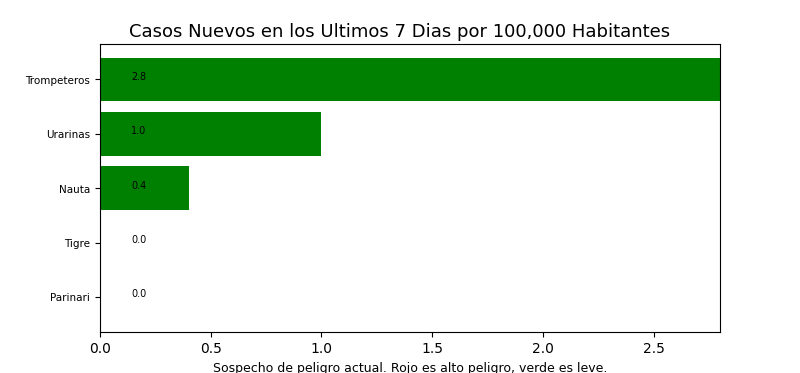 Casos Nuevos en los Ultimos 7 Dias por 100,000 Habitantes
Trompeteros 2.8
Urarinas 1.0
Nauta 0.4
Tigre 0.0
Parinari 0.0
0.0 0.5 1.0 1.5 2.0 2.5
Sospecho de peligro actual. Rojo es alto peligro, verde es leve.